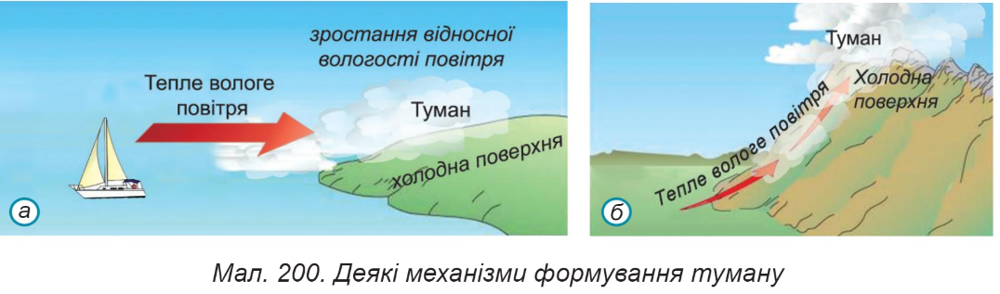 зростання відносної
вологості повітря
Тепле вологе
повітря
Туман
холодна поверхня
а
Туман
Холодна
поверхня
Тепле вологе повітря
б
Мал. 200. Деякі механізми формування туману